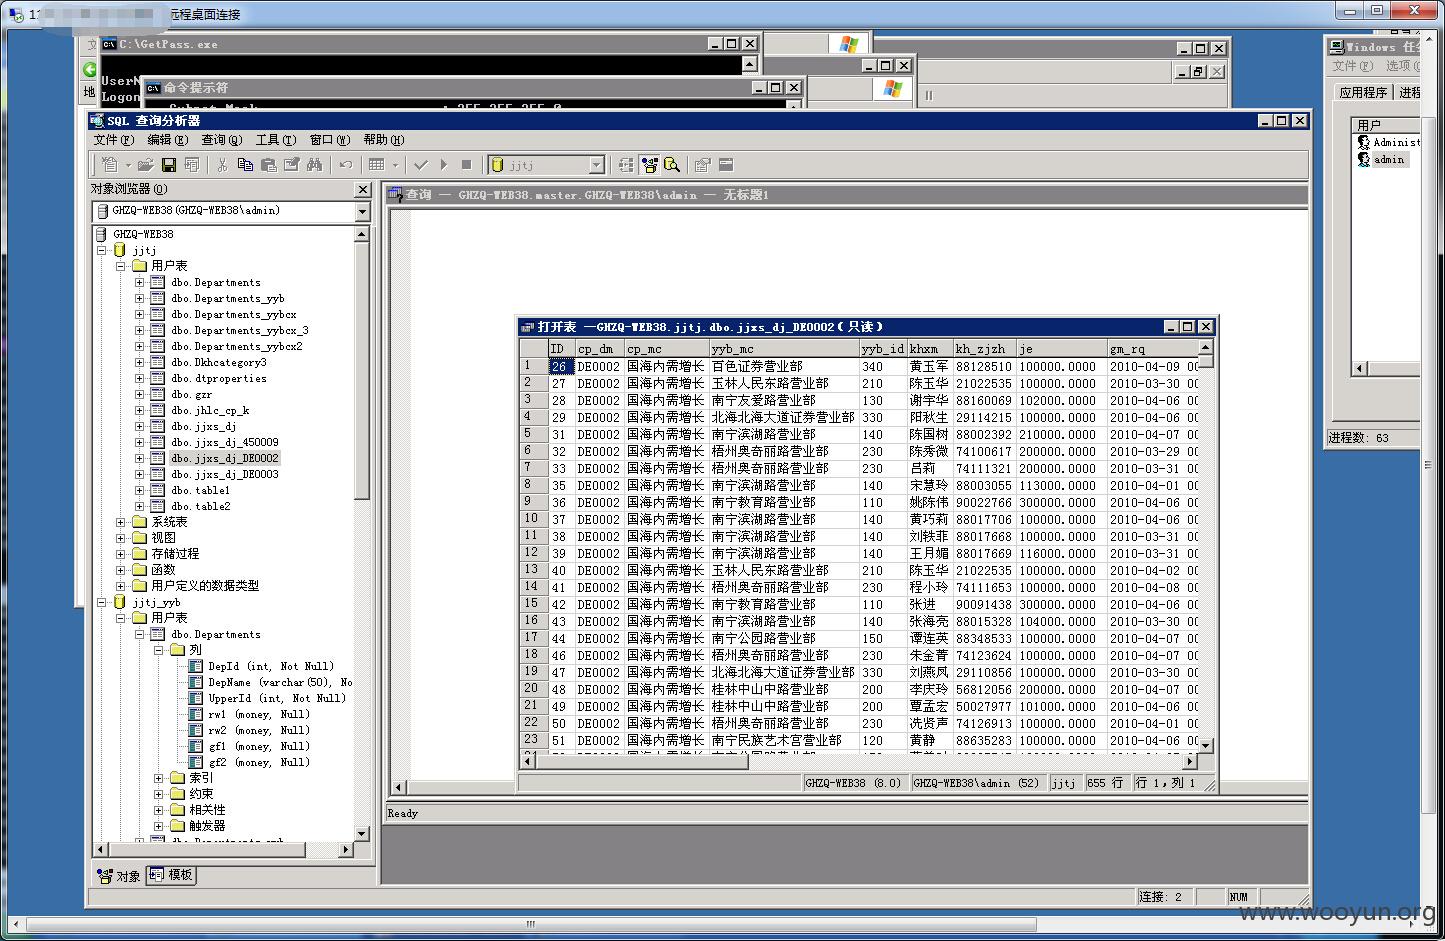 远程桌面连接
C:\GetPass.exe
UserN
Logon
命令提示符
地
Windows 任务
文件(F) 选项(O
应用程序 进程
用户
Administ
admin
进程数: 63
SQL 查询分析器
文件(F) 编辑(E) 查询(Q) 工具(T) 窗口(W) 帮助(H)
jjtj
对象浏览器(O)
GHZQ-WEB38(GHZQ-WEB38\admin)
GHZQ-WEB38
jjtj
用户表
dbo.Departments
dbo.Departments_yyb
dbo.Departments_yybcx
dbo.Departments_yybcx_3
dbo.Departments_yybcx2
dbo.Dkhcategory3
dbo.dtproperties
dbo.gzr
dbo.jhlc_cp_k
dbo.jjxs_dj
dbo.jjxs_dj_450009
dbo.jjxs_dj_DE0002
dbo.jjxs_dj_DE0003
dbo.table1
dbo.table2
系统表
视图
存储过程
函数
用户定义的数据类型
jjtj_yyb
用户表
dbo.Departments
列
DepId (int, Not Null)
DepName (varchar(50), No
UpperId (int, Not Null)
rw1 (money, Null)
rw2 (money, Null)
gf1 (money, Null)
gf2 (money, Null)
索引
约束
相关性
触发器
对象 模板
查询 — GHZQ-WEB38.master.GHZQ-WEB38\admin — 无标题1
打开表 —GHZQ-WEB38.jjtj.dbo.jjxs_dj_DE0002(只读)
ID cp_dm cp_mc yyb_mc yyb_id khxm kh_zjzh je gm_rq
1 26 DE0002 国海内需增长 百色证券营业部 340 黄玉军 88128510 100000.0000 2010-04-09 00
2 27 DE0002 国海内需增长 玉林人民东路营业部 210 陈玉华 21022535 100000.0000 2010-03-30 00
3 28 DE0002 国海内需增长 南宁友爱路营业部 130 谢宇华 88160069 102000.0000 2010-04-06 00
4 29 DE0002 国海内需增长 北海北海大道证券营业部 330 阳秋生 29114215 100000.0000 2010-04-06 00
5 31 DE0002 国海内需增长 南宁滨湖路营业部 140 陈国树 88002392 210000.0000 2010-04-07 00
6 32 DE0002 国海内需增长 梧州奥奇丽路营业部 230 陈秀微 74100617 200000.0000 2010-03-29 00
7 33 DE0002 国海内需增长 梧州奥奇丽路营业部 230 吕莉 74111321 200000.0000 2010-03-31 00
8 35 DE0002 国海内需增长 南宁滨湖路营业部 140 宋慧玲 88003055 113000.0000 2010-04-01 00
9 36 DE0002 国海内需增长 南宁教育路营业部 110 姚陈伟 90022766 300000.0000 2010-04-06 00
10 37 DE0002 国海内需增长 南宁滨湖路营业部 140 黄巧莉 88017706 100000.0000 2010-04-06 00
11 38 DE0002 国海内需增长 南宁滨湖路营业部 140 刘轶菲 88017668 100000.0000 2010-03-31 00
12 39 DE0002 国海内需增长 南宁滨湖路营业部 140 王月媚 88017669 116000.0000 2010-03-31 00
13 40 DE0002 国海内需增长 玉林人民东路营业部 210 陈玉华 21022535 100000.0000 2010-04-02 00
14 41 DE0002 国海内需增长 梧州奥奇丽路营业部 230 程小玲 74111653 100000.0000 2010-04-08 00
15 42 DE0002 国海内需增长 南宁教育路营业部 110 张进 90091438 300000.0000 2010-04-06 00
16 43 DE0002 国海内需增长 南宁滨湖路营业部 140 张海亮 88015328 104000.0000 2010-03-30 00
17 44 DE0002 国海内需增长 南宁公园路营业部 150 谭连英 88348533 100000.0000 2010-04-07 00
18 46 DE0002 国海内需增长 梧州奥奇丽路营业部 230 朱金菁 74123624 100000.0000 2010-04-07 00
19 47 DE0002 国海内需增长 北海北海大道证券营业部 330 刘燕凤 29110856 100000.0000 2010-03-30 00
20 48 DE0002 国海内需增长 桂林中山中路营业部 200 李庆玲 56812056 200000.0000 2010-04-07 00
21 49 DE0002 国海内需增长 桂林中山中路营业部 200 覃孟宏 50027977 101000.0000 2010-04-06 00
22 50 DE0002 国海内需增长 梧州奥奇丽路营业部 230 冼贤声 74126913 100000.0000 2010-04-01 00
23 51 DE0002 国海内需增长 南宁民族艺术宫营业部 120 黄静 88635283 100000.0000 2010-04-06 00
GHZQ-WEB38 (8.0) GHZQ-WEB38\admin (52) jjtj 655 行 行 1, 列 1
Ready
连接: 2 NUM
www.wooyun.org